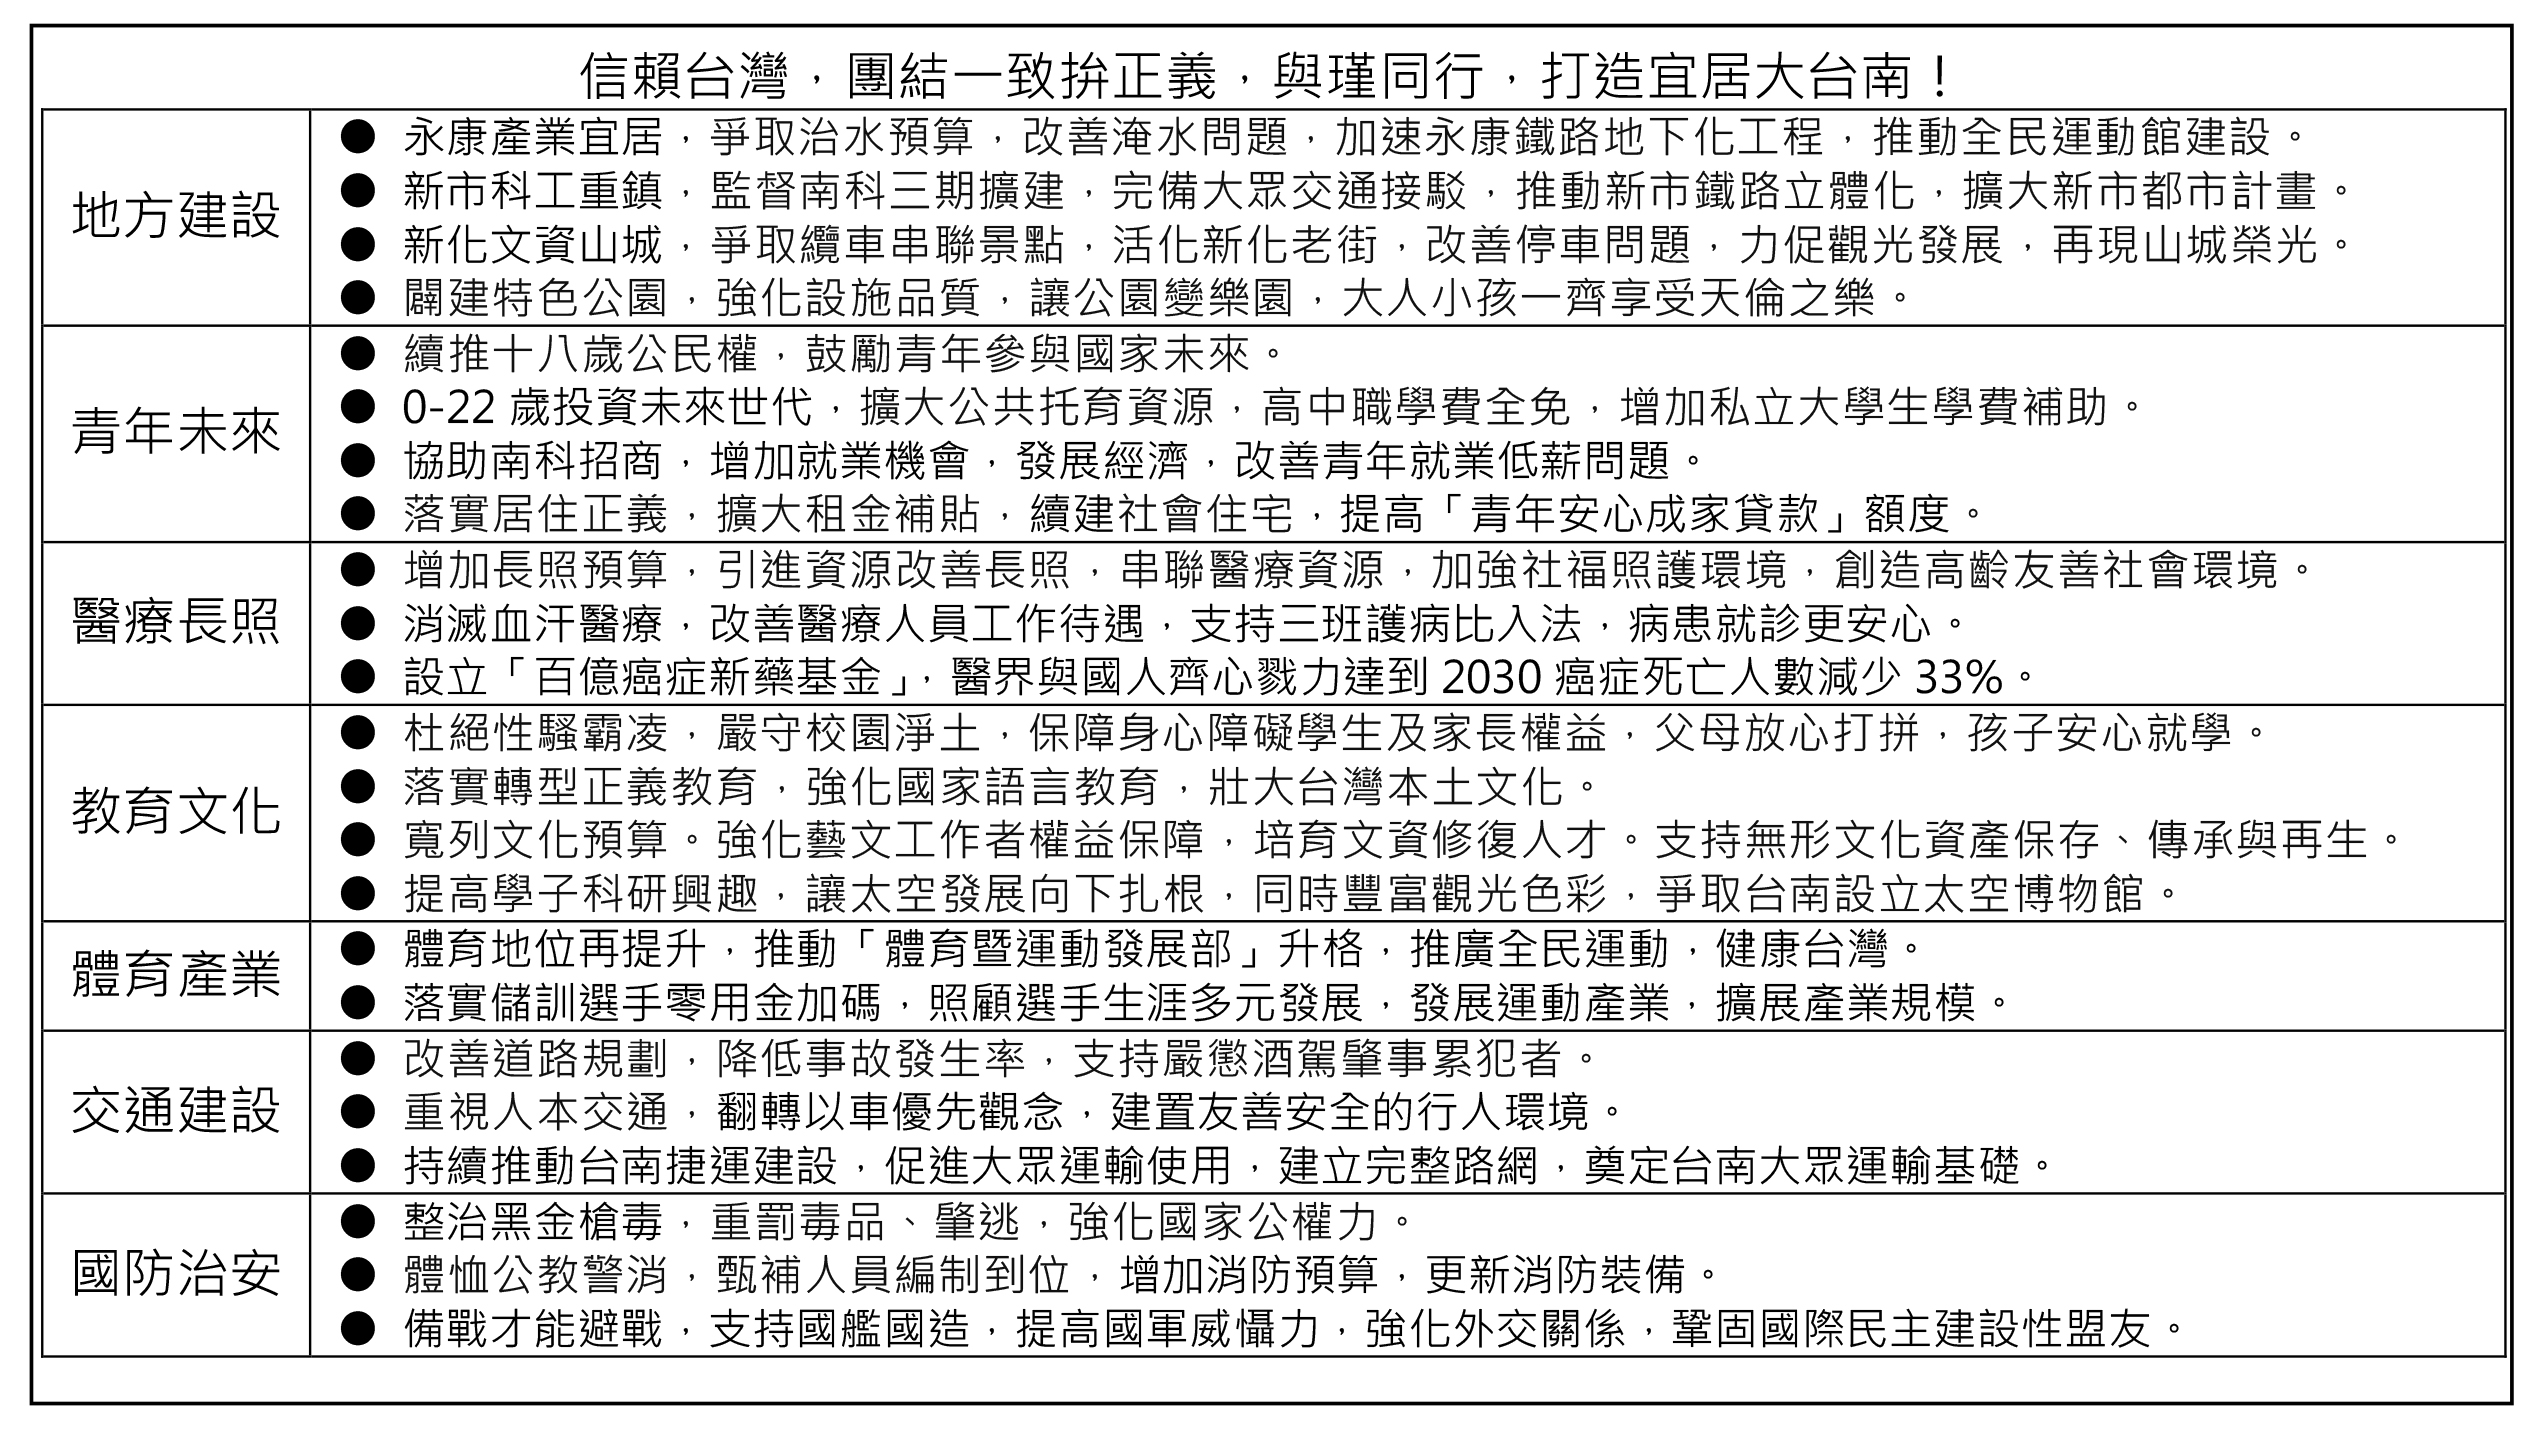 信賴台灣，團結一致拚正義，與瑾同行，打造宜居大台南！
地方建設
● 永康產業宜居，爭取治水預算，改善淹水問題，加速永康鐵路地下化工程，推動全民運動館建設。
● 新市科工重鎮，監督南科三期擴建，完備大眾交通接駁，推動新市鐵路立體化，擴大新市都市計畫。
● 新化文資山城，爭取纜車串聯景點，活化新化老街，改善停車問題，力促觀光發展，再現山城榮光。
● 闢建特色公園，強化設施品質，讓公園變樂園，大人小孩一齊享受天倫之樂。
青年未來
● 續推十八歲公民權，鼓勵青年參與國家未來。
● 0-22 歲投資未來世代，擴大公共托育資源，高中職學費全免，增加私立大學生學費補助。
● 協助南科招商，增加就業機會，發展經濟，改善青年就業低薪問題。
● 落實居住正義，擴大租金補貼，續建社會住宅，提高「青年安心成家貸款」額度。
醫療長照
● 增加長照預算，引進資源改善長照，串聯醫療資源，加強社福照護環境，創造高齡友善社會環境。
● 消滅血汗醫療，改善醫療人員工作待遇，支持三班護病比入法，病患就診更安心。
● 設立「百億癌症新藥基金」，醫界與國人齊心戮力達到 2030 癌症死亡人數減少 33%。
教育文化
● 杜絕性騷霸凌，嚴守校園淨土，保障身心障礙學生及家長權益，父母放心打拼，孩子安心就學。
● 落實轉型正義教育，強化國家語言教育，壯大台灣本土文化。
● 寬列文化預算。強化藝文工作者權益保障，培育文資修復人才。支持無形文化資產保存、傳承與再生。
● 提高學子科研興趣，讓太空發展向下扎根，同時豐富觀光色彩，爭取台南設立太空博物館。
體育產業
● 體育地位再提升，推動「體育暨運動發展部」升格，推廣全民運動，健康台灣。
● 落實儲訓選手零用金加碼，照顧選手生涯多元發展，發展運動產業，擴展產業規模。
交通建設
● 改善道路規劃，降低事故發生率，支持嚴懲酒駕肇事累犯者。
● 重視人本交通，翻轉以車優先觀念，建置友善安全的行人環境。
● 持續推動台南捷運建設，促進大眾運輸使用，建立完整路網，奠定台南大眾運輸基礎。
國防治安
● 整治黑金槍毒，重罰毒品、肇逃，強化國家公權力。
● 體恤公教警消，甄補人員編制到位，增加消防預算，更新消防裝備。
● 備戰才能避戰，支持國艦國造，提高國軍威懾力，強化外交關係，鞏固國際民主建設性盟友。